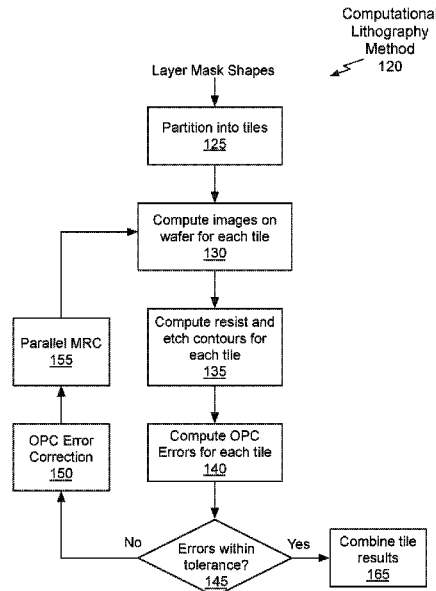 Computational
Lithography
Method
120
Layer Mask Shapes
Partition into tiles
125
Compute images on
wafer for each tile
130
Compute resist and
etch contours for
each tile
135
Parallel MRC
155
Compute OPC
Errors for each tile
140
OPC Error
Correction
150
No
Yes
Errors within
tolerance?
145
Combine tile
results
165